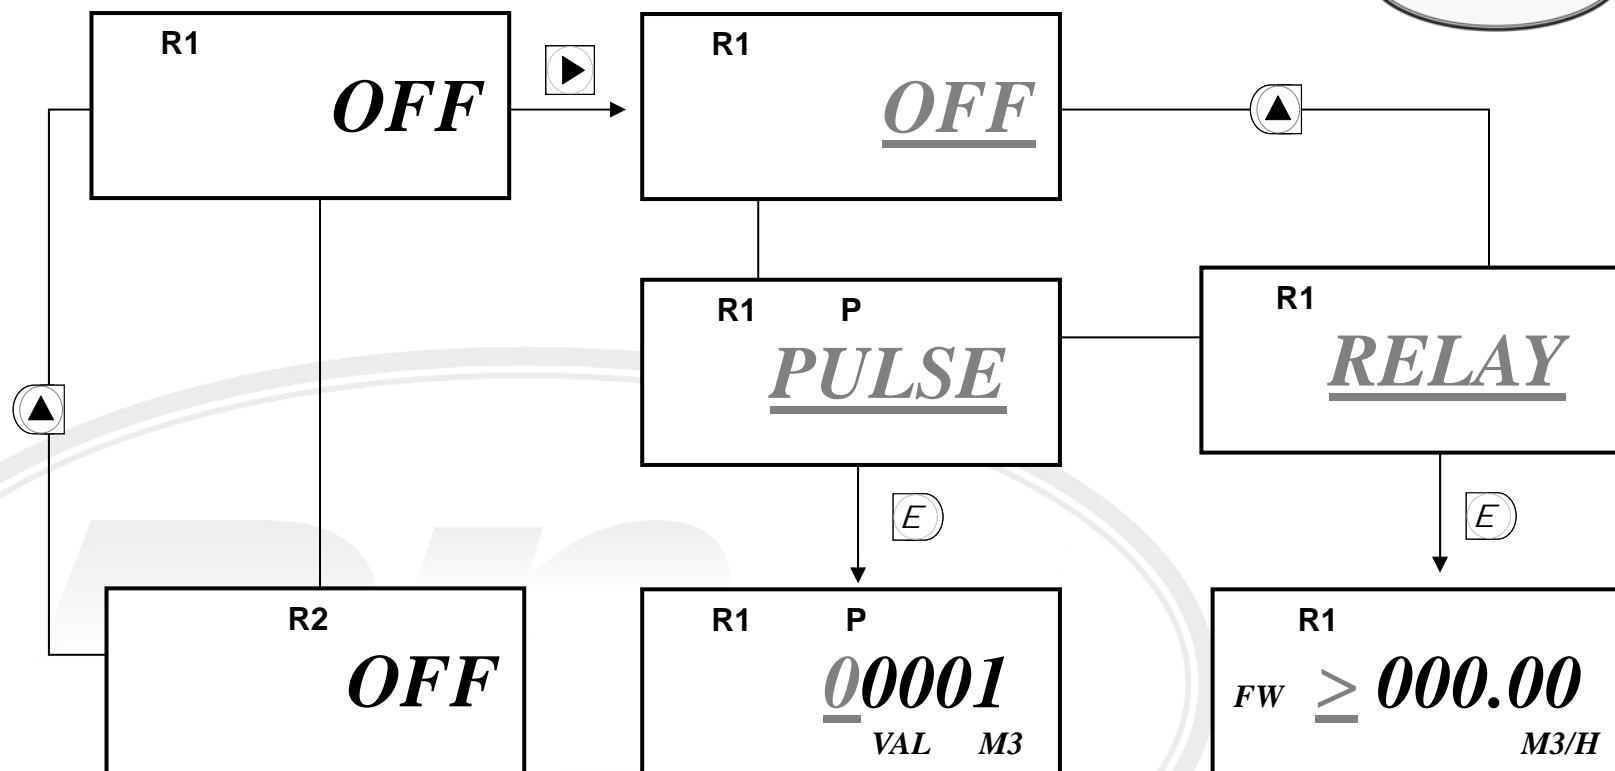 R1
OFF
R1
OFF
R1 P
PULSE
R1
RELAY
E
E
R2
OFF
R1 P
00001
VAL M3
R1
FW ≥ 000.00
M3/H